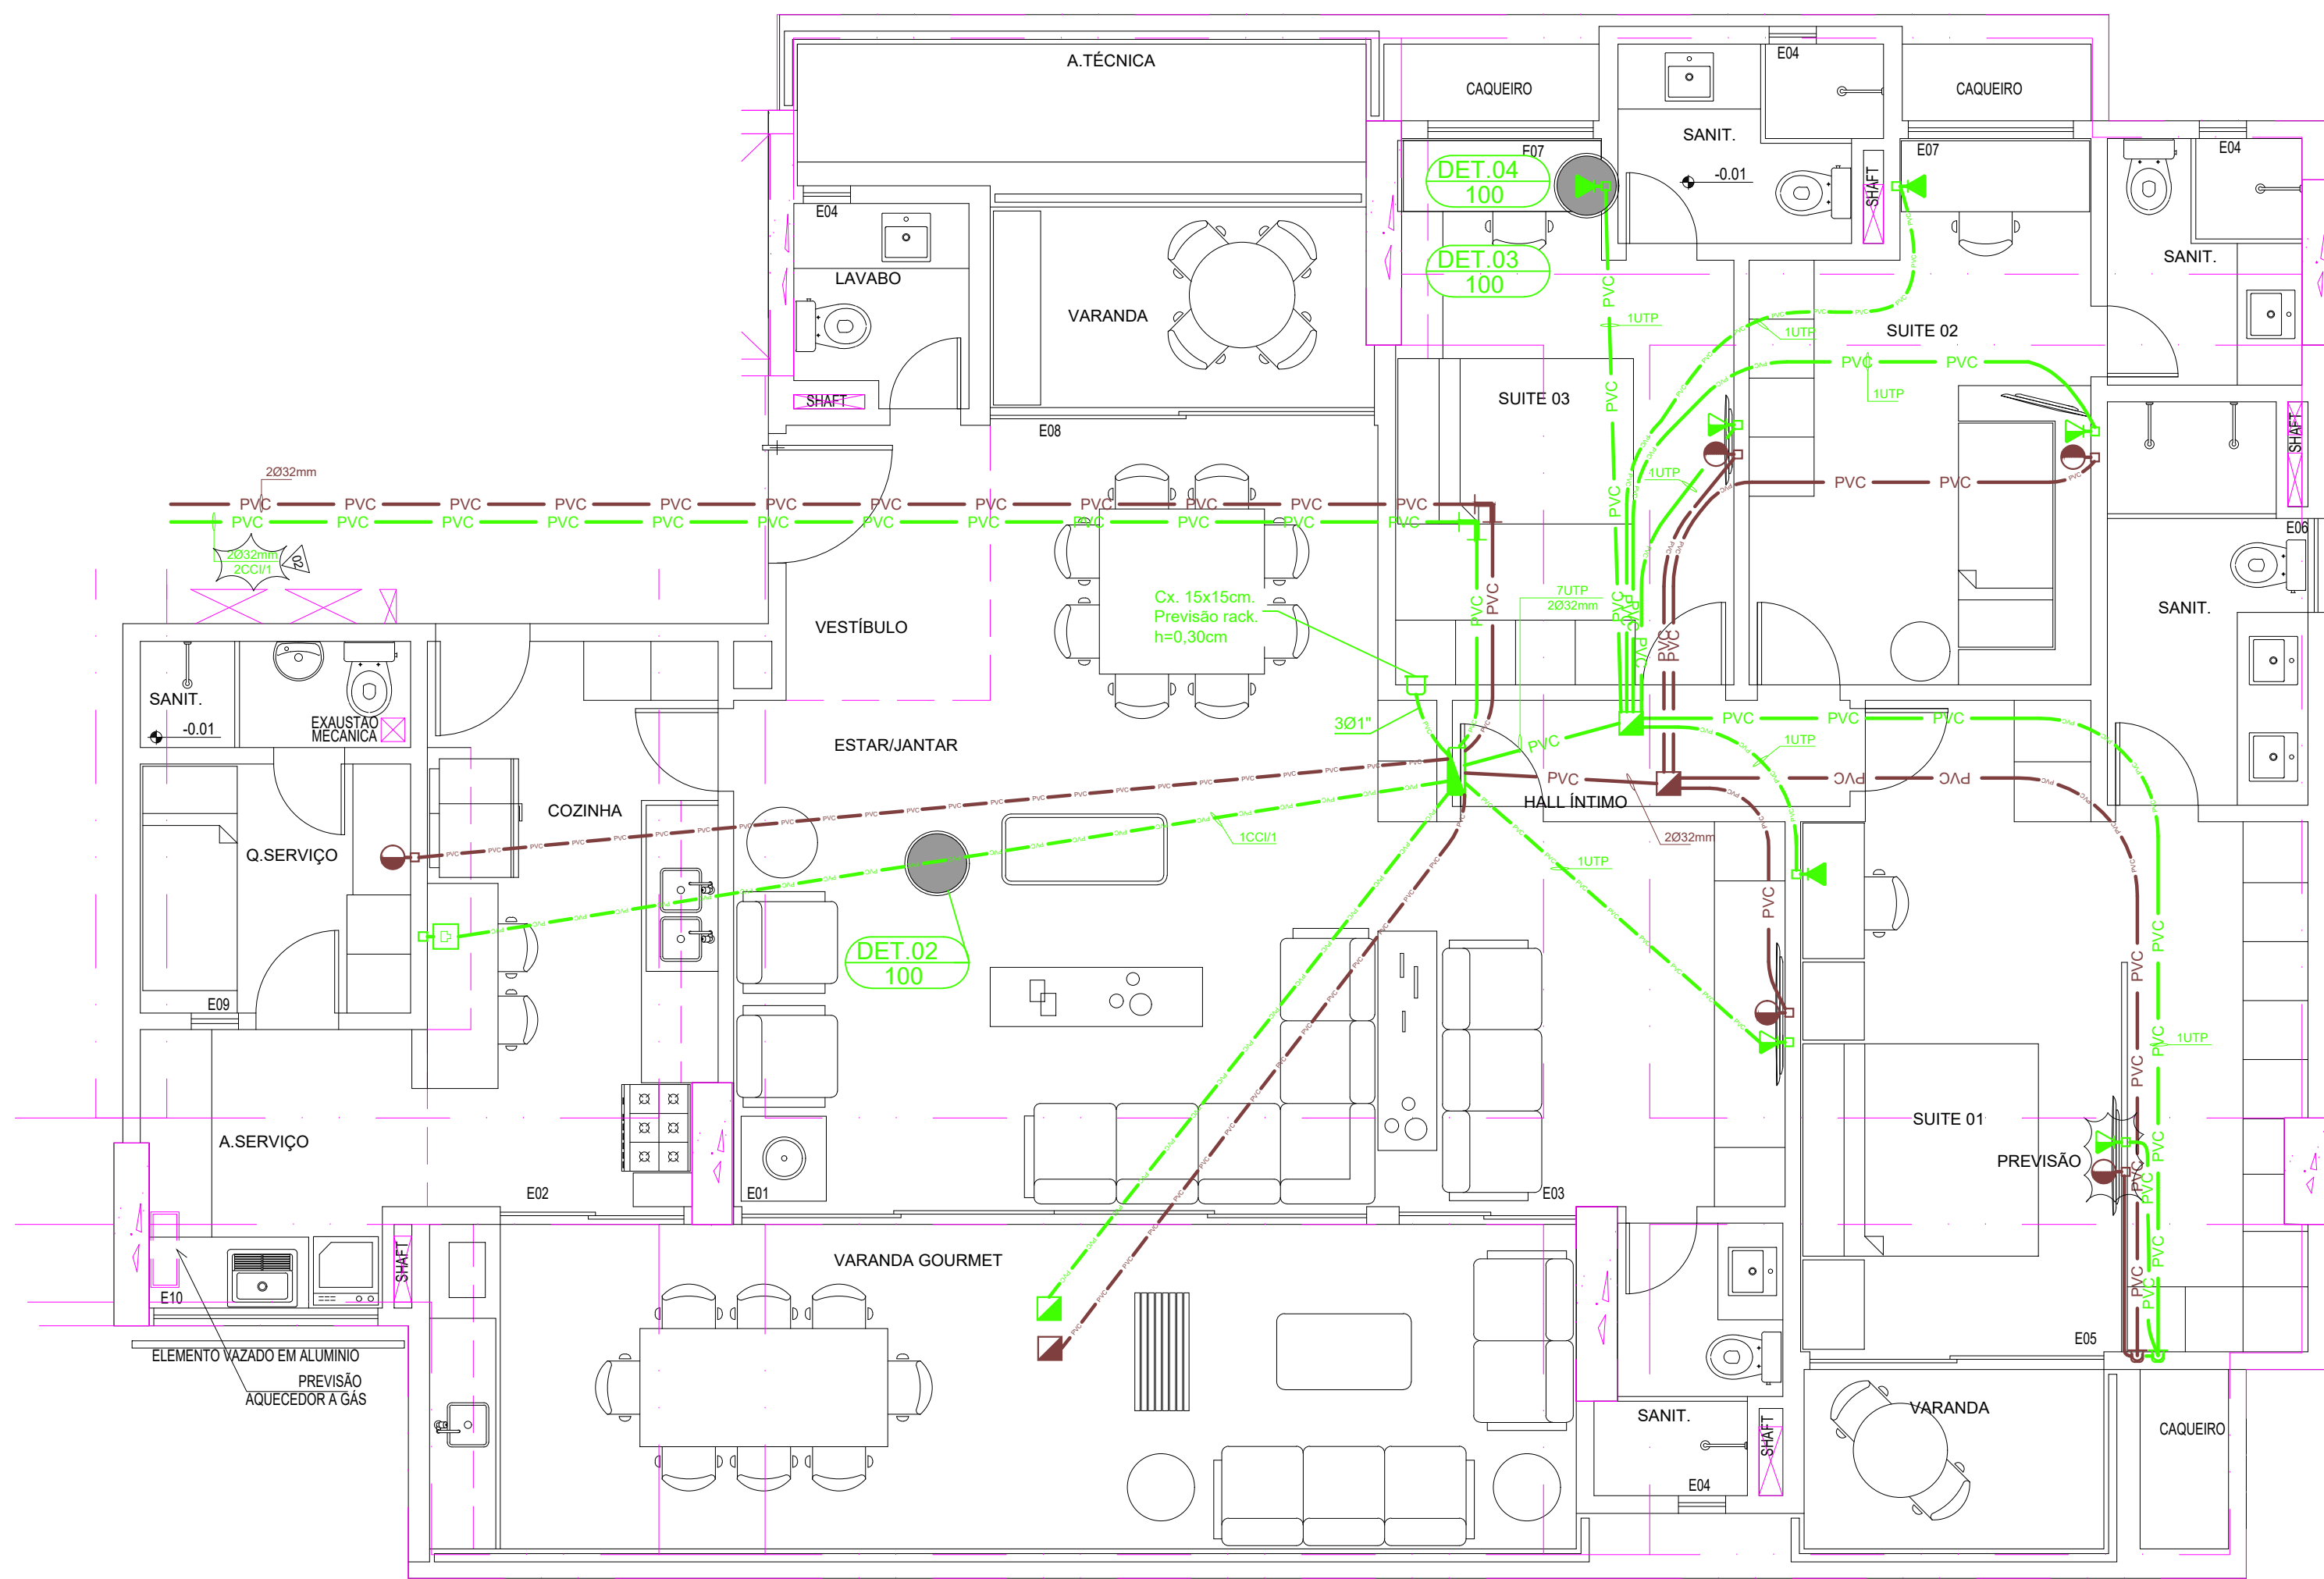 A.TÉCNICA
CAQUEIRO
E04
CAQUEIRO
SANIT.
-0.01
SHAFT
E07
DET.04
100
DET.03
100
E07
E04
SANIT.
E04
LAVABO
SHAFT
VARANDA
E08
SUITE 03
SUITE 02
1UTP
1UTP
1UTP
1UTP
SHAFT
E06
SANIT.
2Ø32mm
PVC PVC PVC PVC PVC PVC PVC PVC PVC PVC PVC PVC
PVC PVC PVC PVC PVC PVC PVC PVC PVC PVC PVC PVC
2Ø32mm
2CCI/1
02
VESTÍBULO
Cx. 15x15cm.
Previsão rack.
h=0,30cm
7UTP
2Ø32mm
3Ø1"
SANIT.
-0.01
EXAUSTÃO
MECANICA
ESTAR/JANTAR
COZINHA
Q.SERVIÇO
E09
HALL ÍNTIMO
1UTP
2Ø32mm
1CCI/1
1UTP
DET.02
100
PVC PVC PVC
PVC PVC PVC
1UTP
A.SERVIÇO
E02
E01
E03
SUITE 01
PREVISÃO
SHAFT
E10
VARANDA GOURMET
ELEMENTO VAZADO EM ALUMINIO
PREVISÃO
AQUECEDOR A GÁS
E05
SANIT.
SHAFT
E04
VARANDA
CAQUEIRO